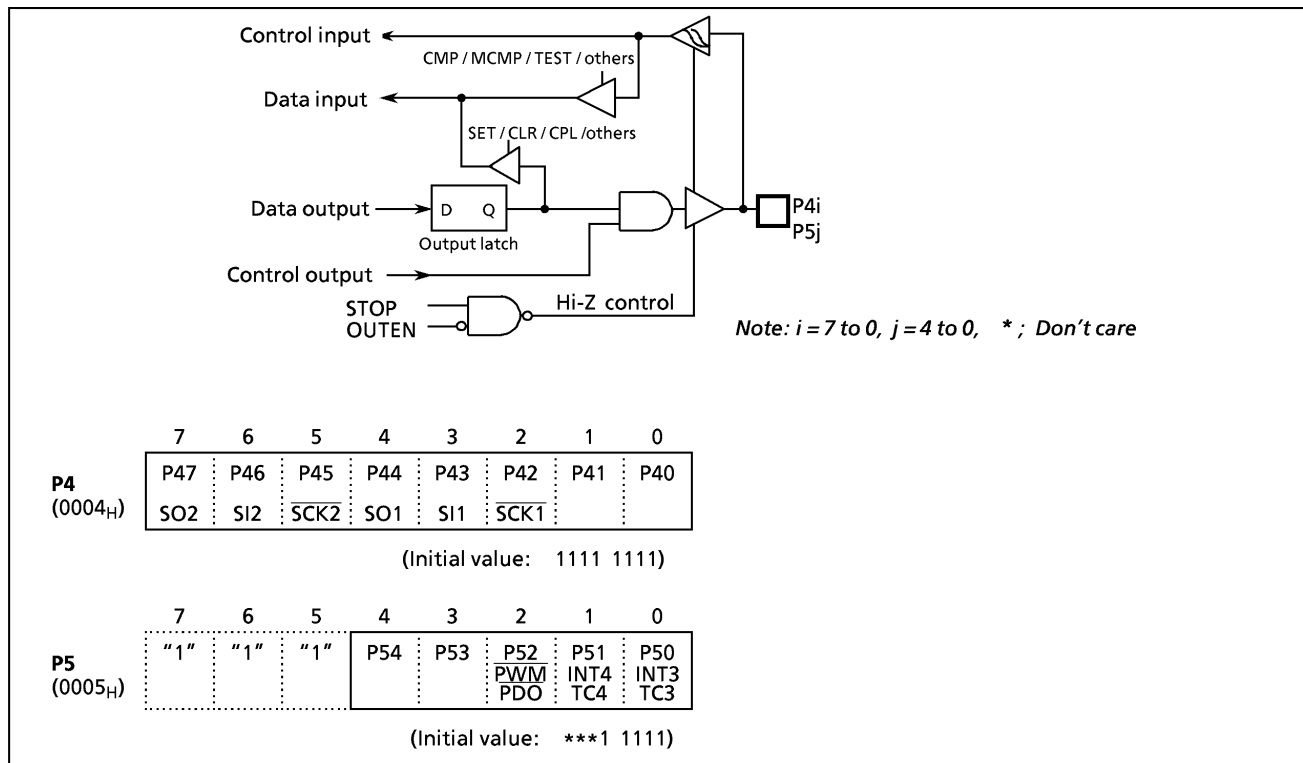 Control input
CMP / MCMP / TEST / others
Data input
SET / CLR / CPL /others
Data output
D Q
P4i
P5j
Output latch
Control output
STOP
OUTEN
Hi-Z control
Note: i = 7 to 0, j = 4 to 0, * ; Don't care
7 6 5 4 3 2 1 0
P4
(0004H)
P47 P46 P45 P44 P43 P42 P41 P40
SO2 SI2 SCK2 SO1 SI1 SCK1
(Initial value: 1111 1111)
7 6 5 4 3 2 1 0
P5
(0005H)
"1" "1" "1" P54 P53 P52 P51 P50
PWM INT4 INT3
PDO TC4 TC3
(Initial value: ***1 1111)